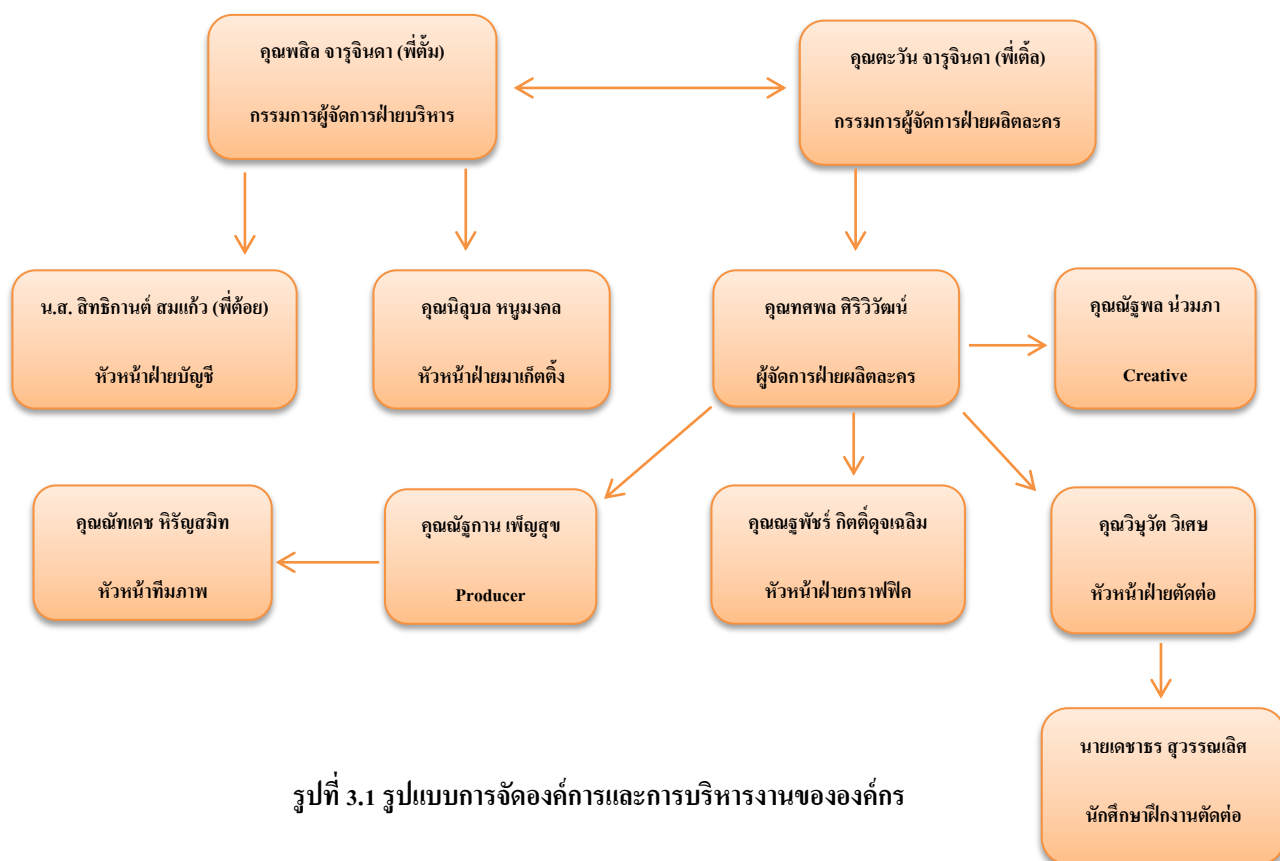 คุณพสิล จารุจินดา (พี่ตั้ม)
กรรมการผู้จัดการฝ่ายบริหาร
คุณตะวัน จารุจินดา (พี่เติ้ล)
กรรมการผู้จัดการฝ่ายผลิตละคร
น.ส. สิทธิกานต์ สมแก้ว (พี่ต้อย)
หัวหน้าฝ่ายบัญชี
คุณนิลุบล หนูมงคล
หัวหน้าฝ่ายมาเก็ตติ้ง
คุณทศพล ศิริวิวัฒน์
ผู้จัดการฝ่ายผลิตละคร
คุณณัฐพล น่วมภา
Creative
คุณณัทเดช หิรัญสมิท
หัวหน้าทีมภาพ
คุณณัฐกาน เพ็ญสุข
Producer
คุณณฐพัชร์ กิตติ์ดุจเฉลิม
หัวหน้าฝ่ายกราฟฟิค
คุณวิษุวัต วิเศษ
หัวหน้าฝ่ายตัดต่อ
นายเดชาธร สุวรรณเลิศ
นักศึกษาฝึกงานตัดต่อ
รูปที่ 3.1 รูปแบบการจัดองค์การและการบริหารงานขององค์กร